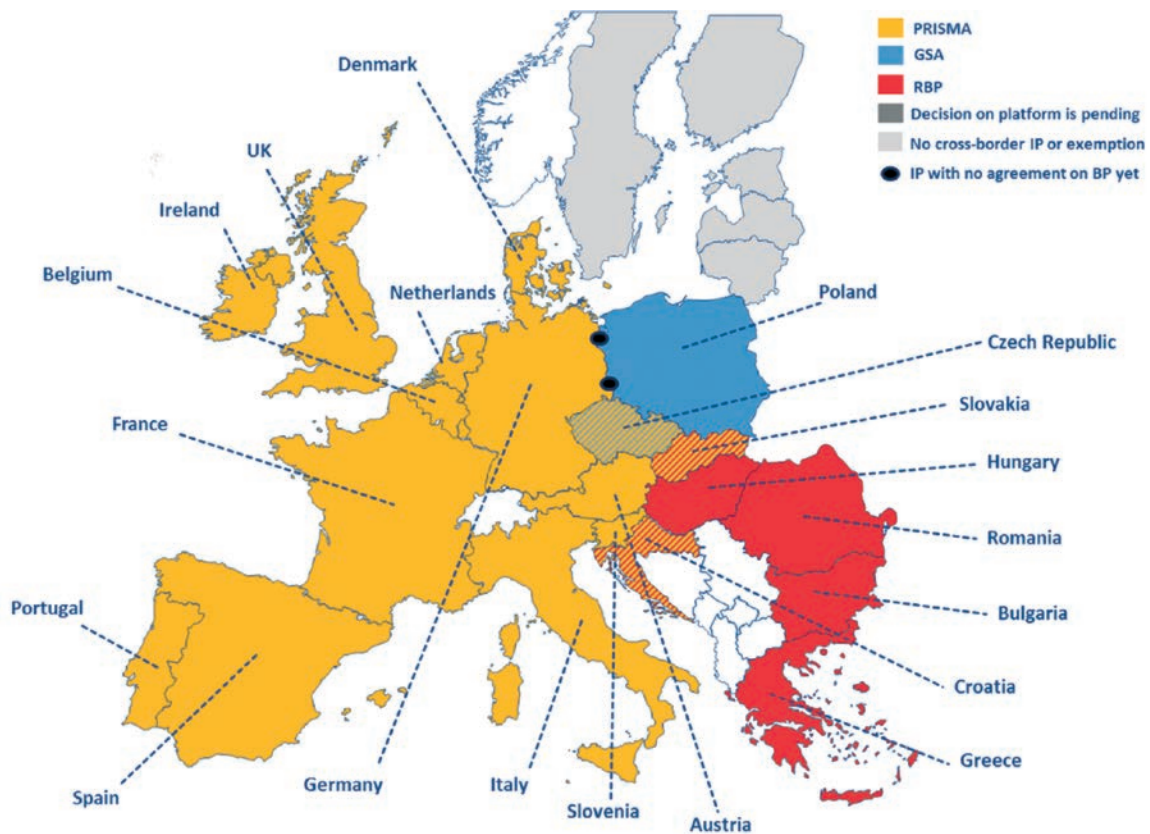 PRISMA
GSA
RBP
Decision on platform is pending
No cross-border IP or exemption
IP with no agreement on BP yet
Denmark
UK
Ireland
Belgium
Netherlands
Poland
Czech Republic
Slovakia
France
Hungary
Romania
Portugal
Bulgaria
Croatia
Greece
Spain
Germany
Italy
Slovenia
Austria